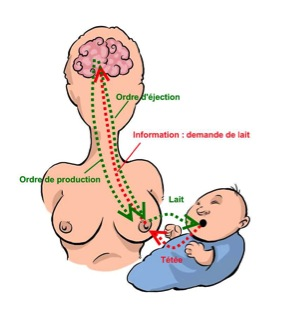 Ordre d'éjection
Information : demande de lait
Ordre de production
Lait
Tétée